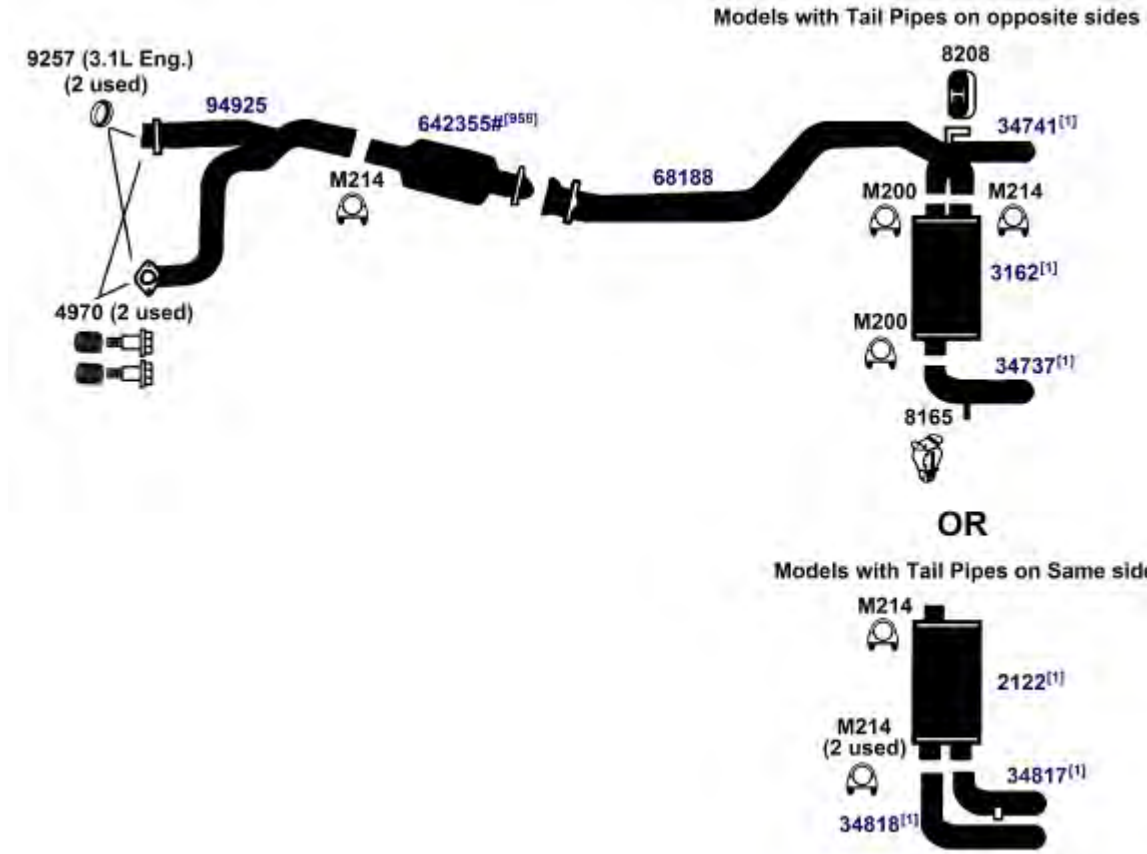 Models with Tail Pipes on opposite sides
9257 (3.1L Eng.)
(2 used)
8208
94925
642355#[958]
34741[1]
M214
68188
M200
M214
3162[1]
4970 (2 used)
M200
34737[1]
8165
OR
Models with Tail Pipes on Same side
M214
2122[1]
M214
(2 used)
34817[1]
34818[1]